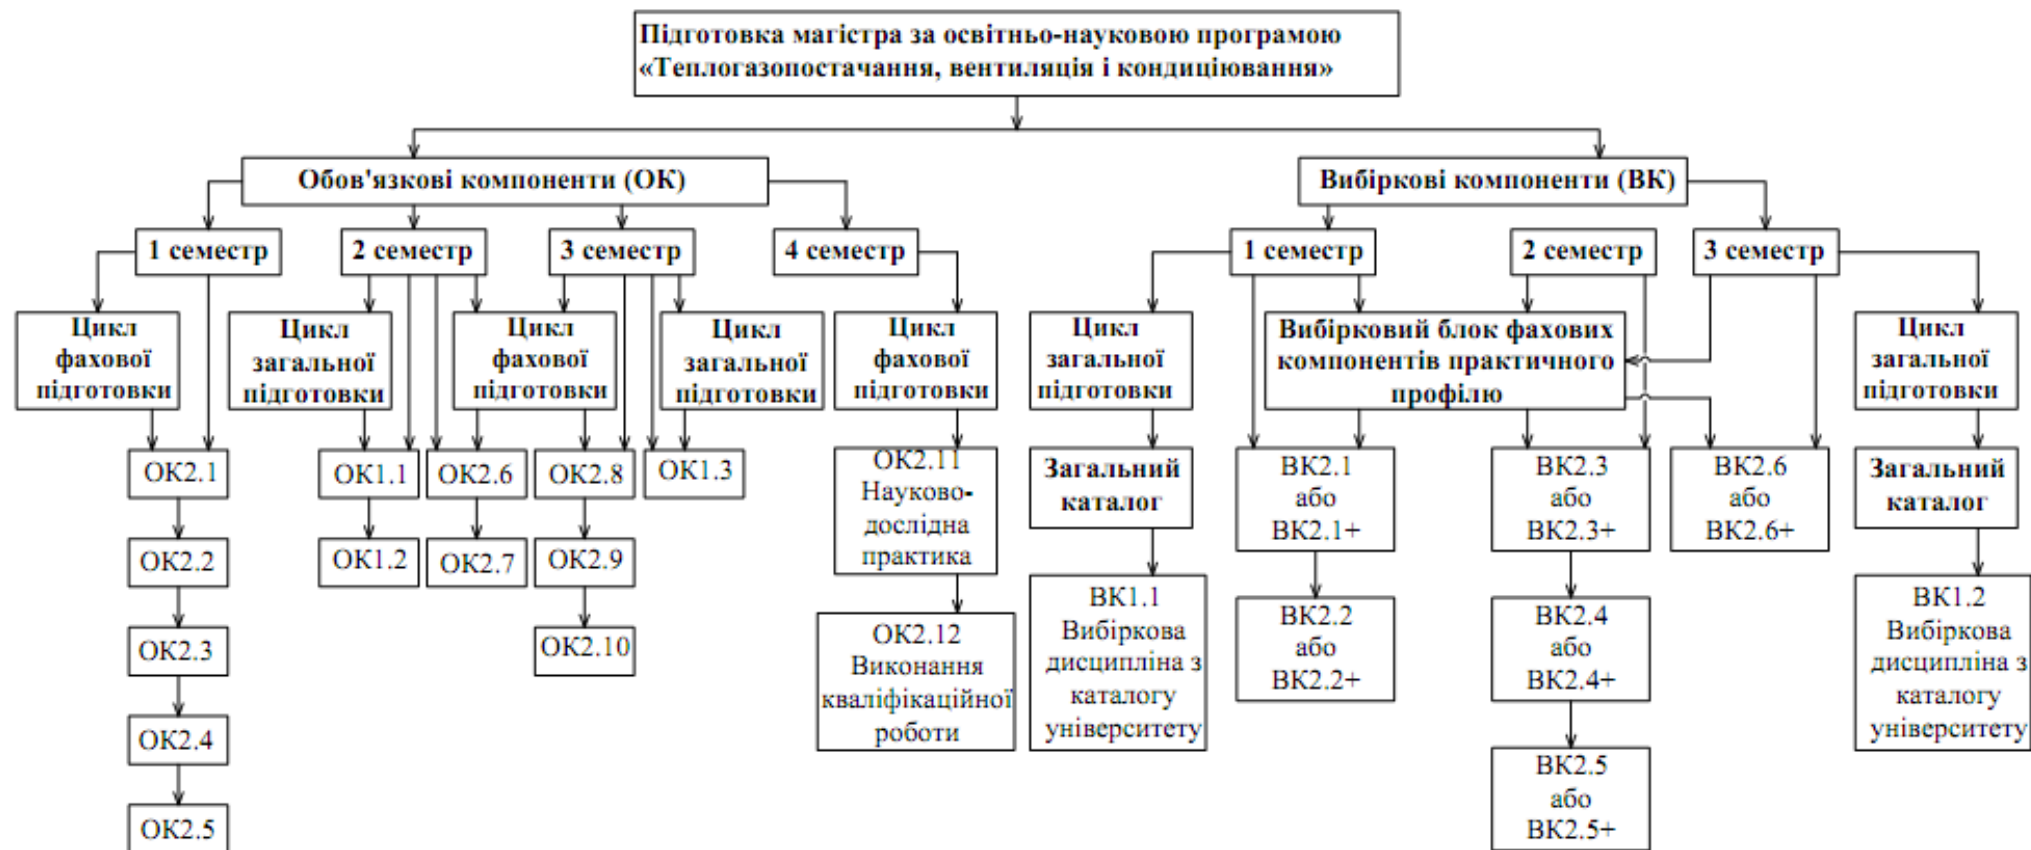 Підготовка магістра за освітньо-науковою програмою
«Теплогазопостачання, вентиляція і кондиціювання»
Обов'язкові компоненти (ОК)
Вибіркові компоненти (ВК)
1 семестр
2 семестр
3 семестр
4 семестр
1 семестр
2 семестр
3 семестр
Цикл
фахової
підготовки
Цикл
загальної
підготовки
Цикл
фахової
підготовки
Цикл
загальної
підготовки
Цикл
фахової
підготовки
Цикл
загальної
підготовки
Вибірковий блок фахових
компонентів практичного
профілю
Цикл
загальної
підготовки
ОК2.1
ОК2.2
ОК2.3
ОК2.4
ОК2.5
ОК1.1
ОК1.2
ОК2.6
ОК2.7
ОК2.8
ОК2.9
ОК2.10
ОК1.3
ОК2.11
Науково-
дослідна
практика
ОК2.12
Виконання
кваліфікаційної
роботи
Загальний
каталог
ВК1.1
Вибіркова
дисципліна з
каталогу
університету
ВК2.1
або
ВК2.1+
ВК2.2
або
ВК2.2+
ВК2.3
або
ВК2.3+
ВК2.4
або
ВК2.4+
ВК2.5
або
ВК2.5+
ВК2.6
або
ВК2.6+
Загальний
каталог
ВК1.2
Вибіркова
дисципліна з
каталогу
університету